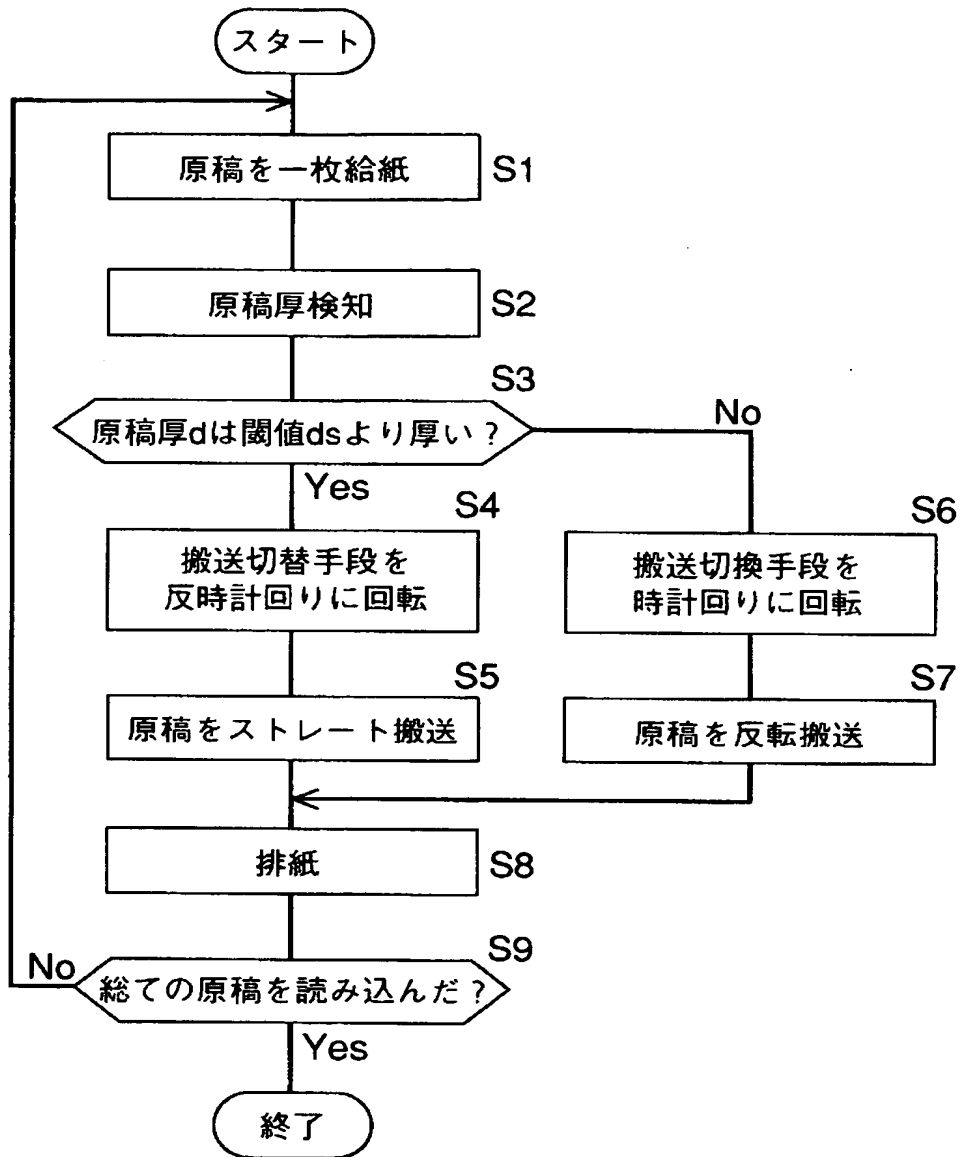 スタート
原稿を一枚給紙 S1
原稿厚検知 S2
S3
原稿厚dは閾値dsより厚い？
No
Yes
S4
搬送切替手段を
反時計回りに回転
S6
搬送切換手段を
時計回りに回転
S5
原稿をストレート搬送
S7
原稿を反転搬送
排紙 S8
S9
No
総ての原稿を読み込んだ？
Yes
終了